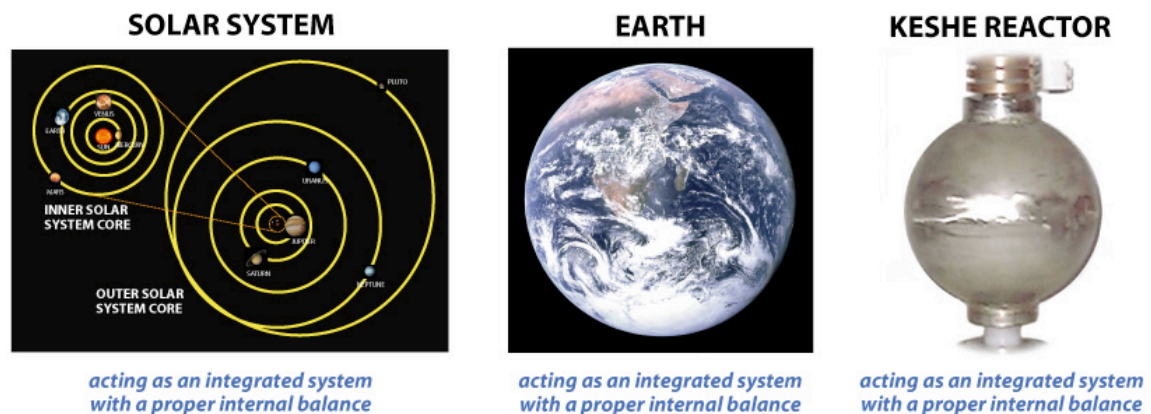 SOLAR SYSTEM
EARTH
KESHE REACTOR
PLUTO
VENUS
EARTH
SUN
MERCURY
MARS
URANUS
INNER SOLAR
SYSTEM CORE
JUPITER
SATURN
NEPTUNE
OUTER SOLAR
SYSTEM CORE
acting as an integrated system
with a proper internal balance
acting as an integrated system
with a proper internal balance
acting as an integrated system
with a proper internal balance